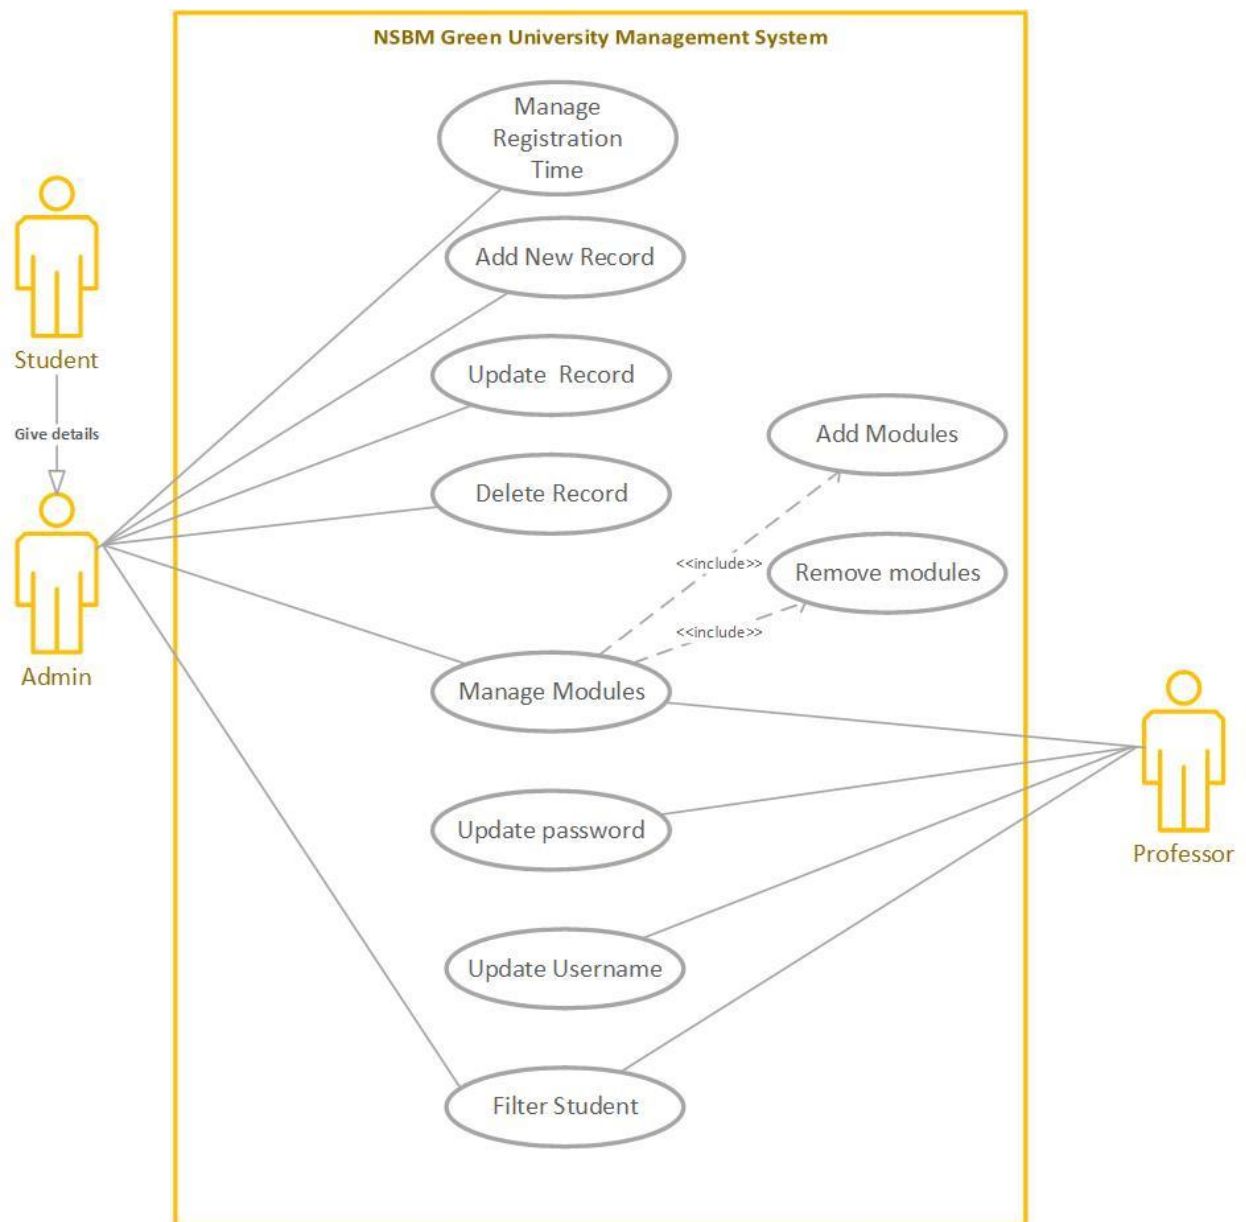 NSBM Green University Management System
Manage
Registration
Time
Add New Record
Student
Update  Record
Give details
Add Modules
Delete Record
<<include>>
Remove modules
<<include>>
Admin
Manage Modules
Update password
Professor
Update Username
Filter Student